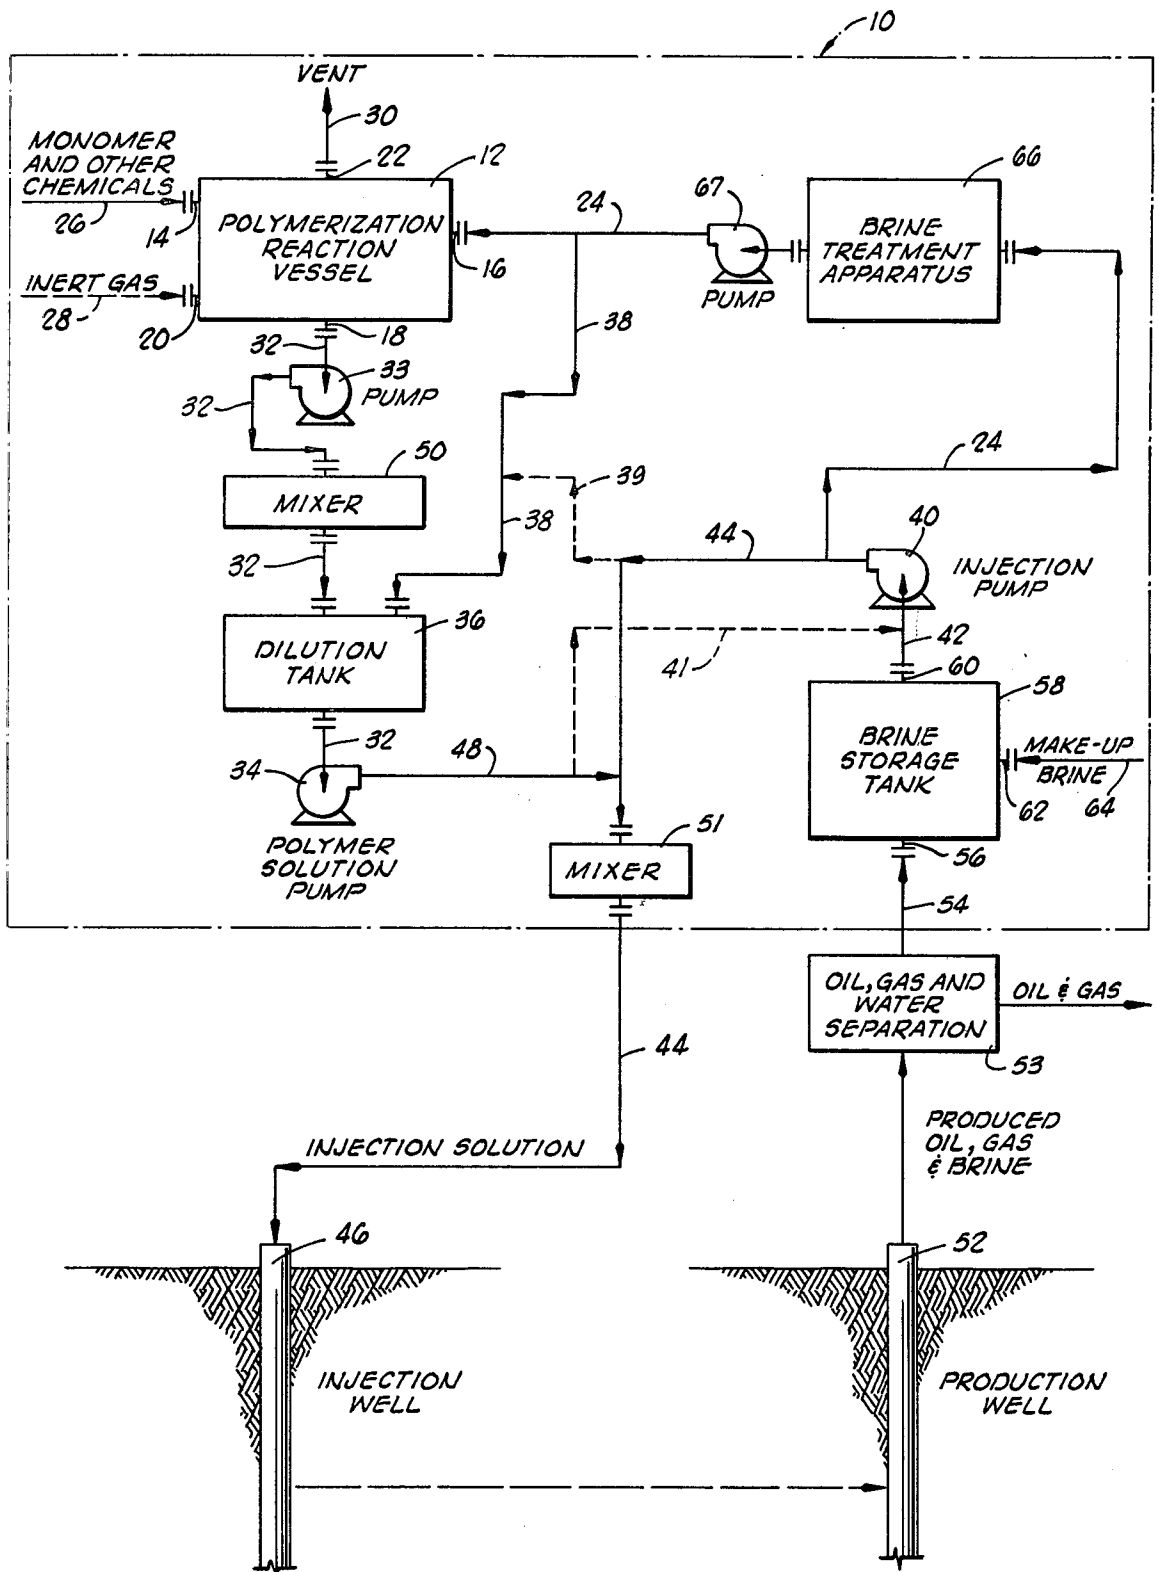 10
VENT
30
MONOMER
AND OTHER
CHEMICALS
26
14
22
12
POLYMERIZATION
REACTION
VESSEL
16
24
67
PUMP
66
BRINE
TREATMENT
APPARATUS
INERT GAS
28
20
18
32
38
33
PUMP
32
50
MIXER
39
24
38
32
44
40
INJECTION
PUMP
36
DILUTION
TANK
41
42
60
58
32
BRINE
STORAGE
TANK
MAKE-UP
BRINE
62
64
34
48
POLYMER
SOLUTION
PUMP
51
MIXER
56
54
OIL, GAS AND
WATER
SEPARATION
OIL & GAS
53
44
PRODUCED
OIL, GAS
& BRINE
INJECTION SOLUTION
46
52
INJECTION
WELL
PRODUCTION
WELL